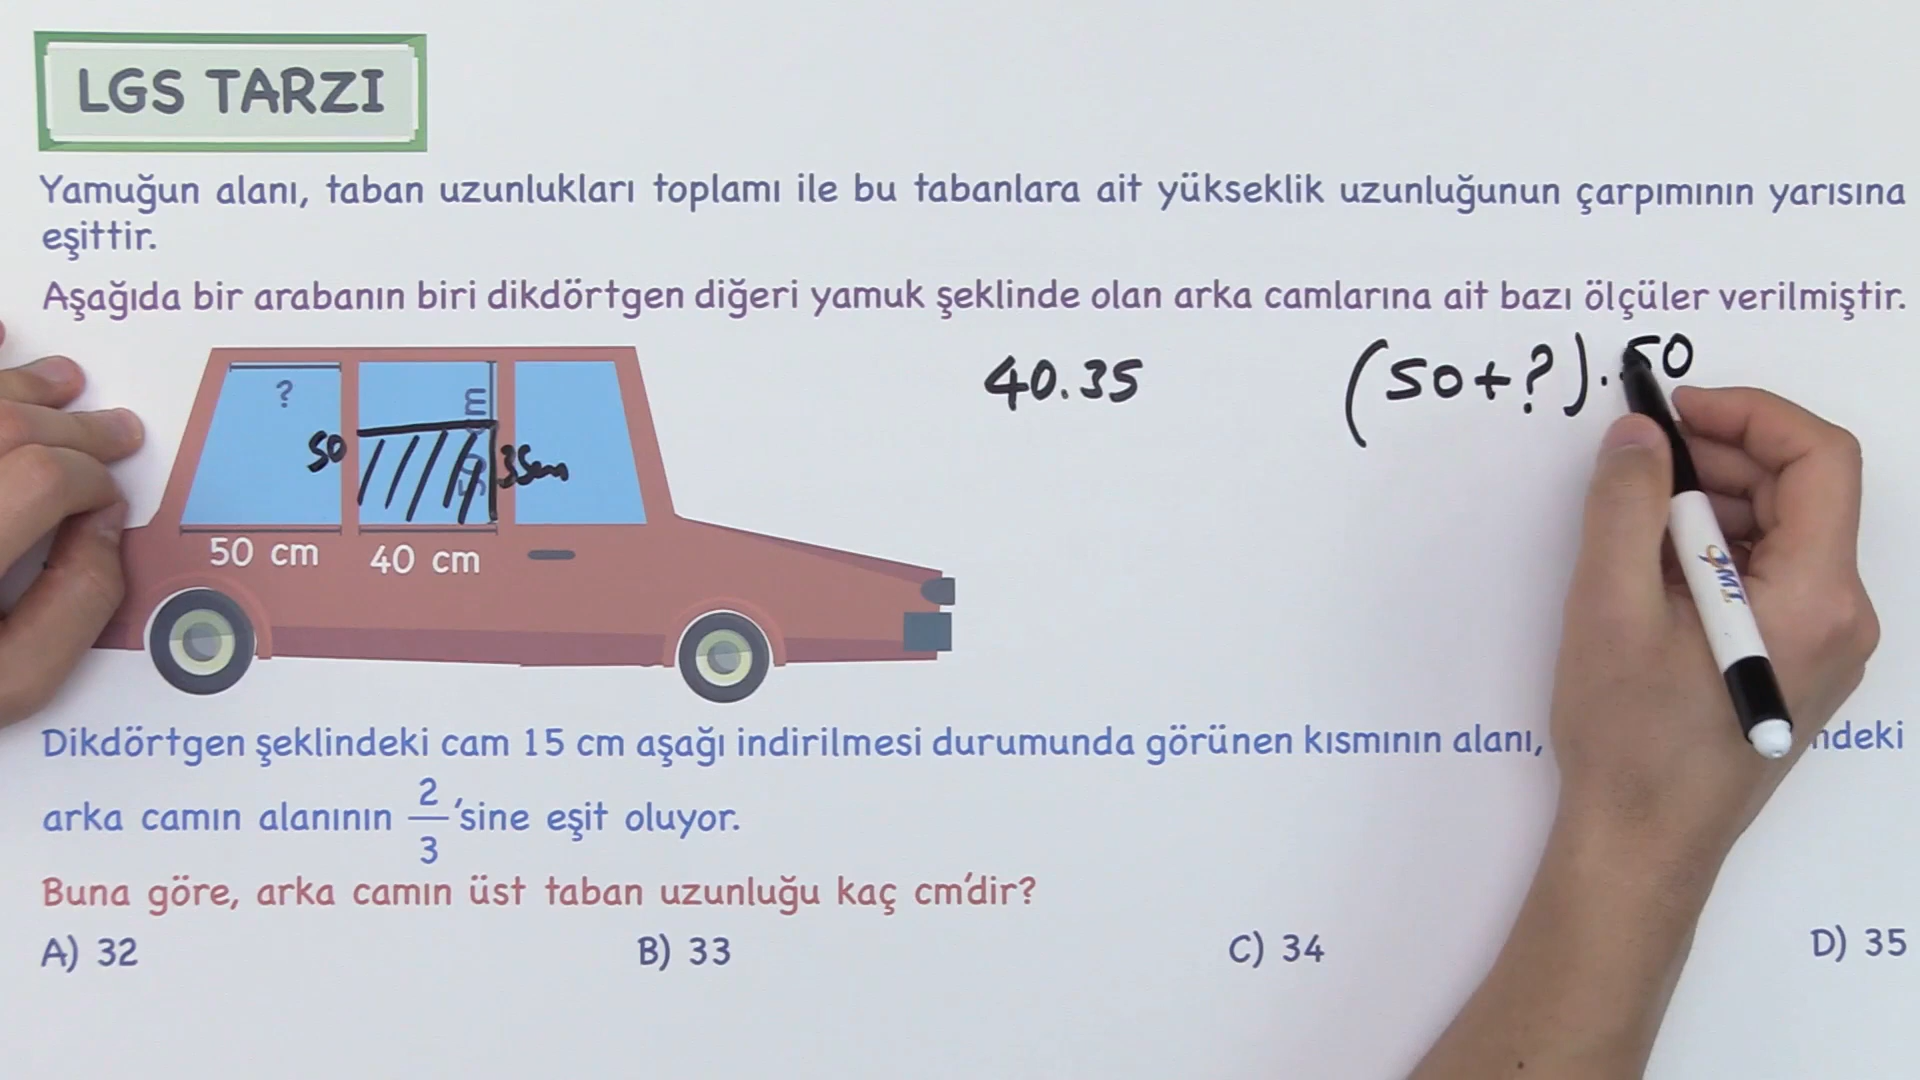 LGS TARZI
Yamuğun alanı, taban uzunlukları toplamı ile bu tabanlara ait yükseklik uzunluğunun çarpımının yarısına
eşittir.
Aşağıda bir arabanın biri dikdörtgen diğeri yamuk şeklinde olan arka camlarına ait bazı ölçüler verilmiştir.
40.35
(50+?).50
?
50
35cm
50 cm
40 cm
Dikdörtgen şeklindeki cam 15 cm aşağı indirilmesi durumunda görünen kısmının alanı,
arka camın alanının 2/3 'sine eşit oluyor.
Buna göre, arka camın üst taban uzunluğu kaç cm'dir?
A) 32
B) 33
C) 34
D) 35